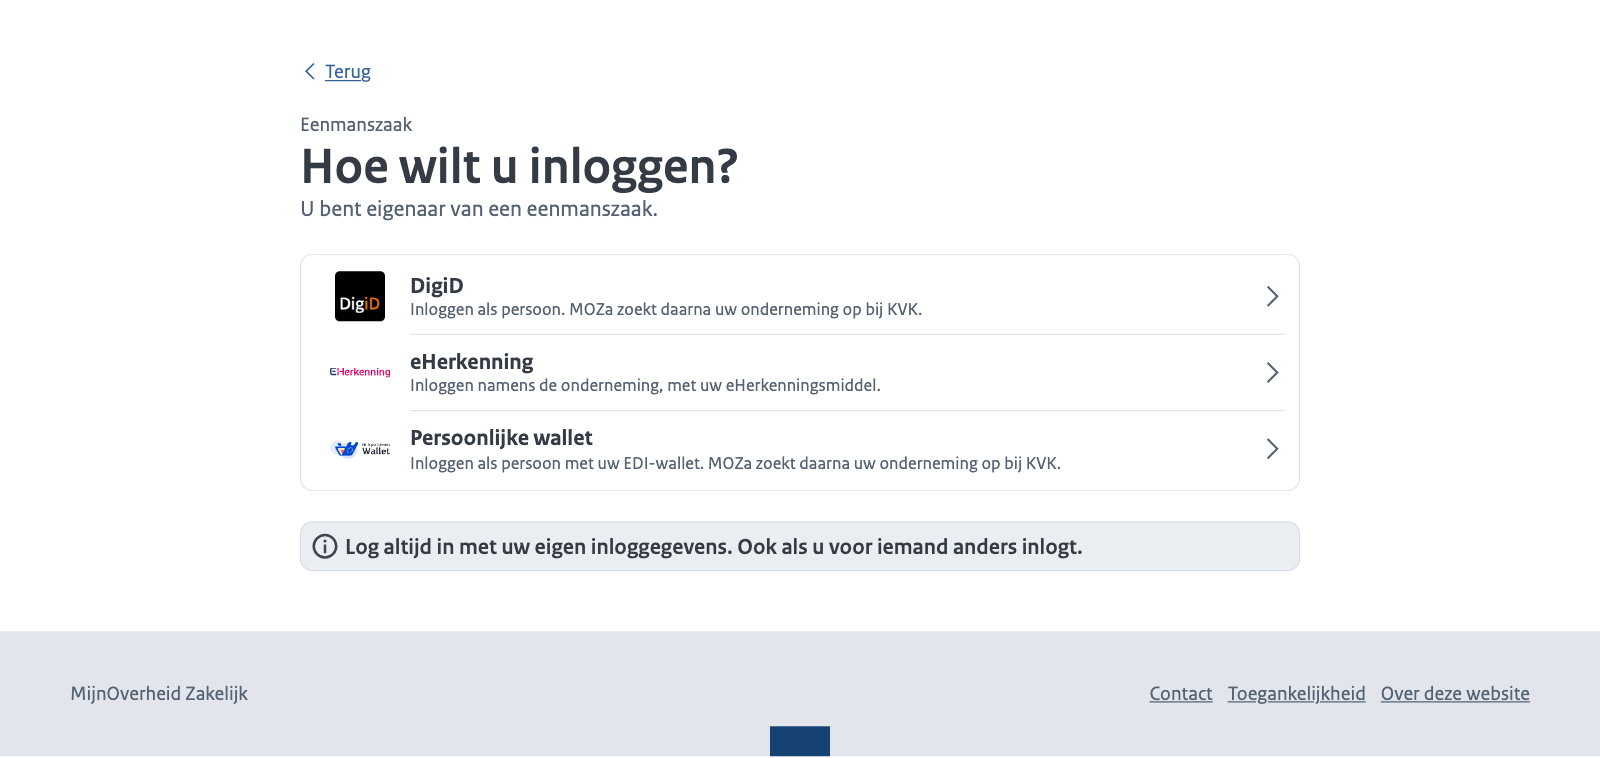 Terug
Eenmanszaak
Hoe wilt u inloggen?
U bent eigenaar van een eenmanszaak.
DigiD
DigiD
Inloggen als persoon. MOZa zoekt daarna uw onderneming op bij KVK.
eHerkenning
eHerkenning
Inloggen namens de onderneming, met uw eHerkenningsmiddel.
Wallet
Persoonlijke wallet
Inloggen als persoon met uw EDI-wallet. MOZa zoekt daarna uw onderneming op bij KVK.
Log altijd in met uw eigen inloggegevens. Ook als u voor iemand anders inlogt.
MijnOverheid Zakelijk
Contact Toegankelijkheid Over deze website